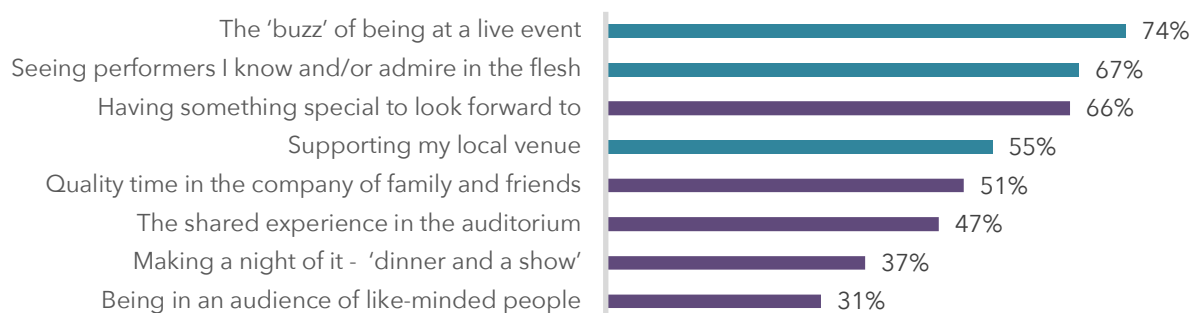 The ‘buzz’ of being at a live event 74%
Seeing performers I know and/or admire in the flesh 67%
Having something special to look forward to 66%
Supporting my local venue 55%
Quality time in the company of family and friends 51%
The shared experience in the auditorium 47%
Making a night of it -  ‘dinner and a show’ 37%
Being in an audience of like-minded people 31%